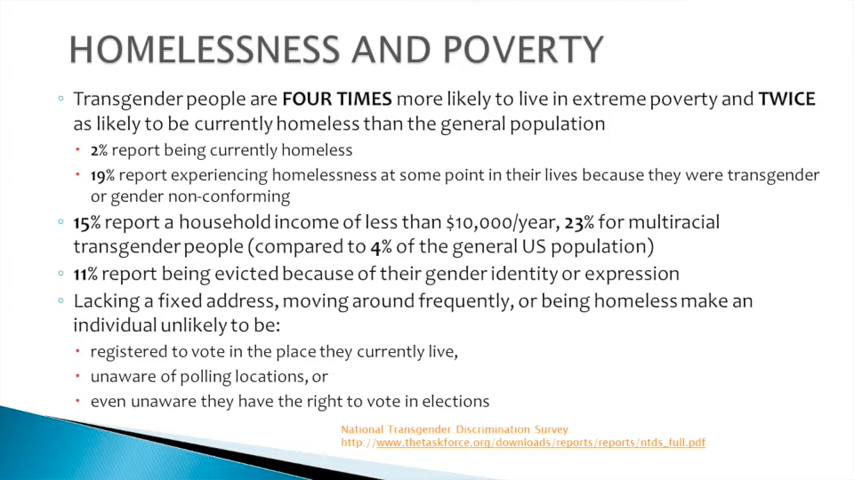 HOMELESSNESS AND POVERTY
◦ Transgender people are FOUR TIMES more likely to live in extreme poverty and TWICE
as likely to be currently homeless than the general population
• 2% report being currently homeless
• 19% report experiencing homelessness at some point in their lives because they were transgender
or gender non-conforming
◦ 15% report a household income of less than $10,000/year, 23% for multiracial
transgender people (compared to 4% of the general US population)
◦ 11% report being evicted because of their gender identity or expression
◦ Lacking a fixed address, moving around frequently, or being homeless make an
individual unlikely to be:
• registered to vote in the place they currently live,
• unaware of polling locations, or
• even unaware they have the right to vote in elections
National Transgender Discrimination Survey
http://www.thetaskforce.org/downloads/reports/reports/ntds_full.pdf